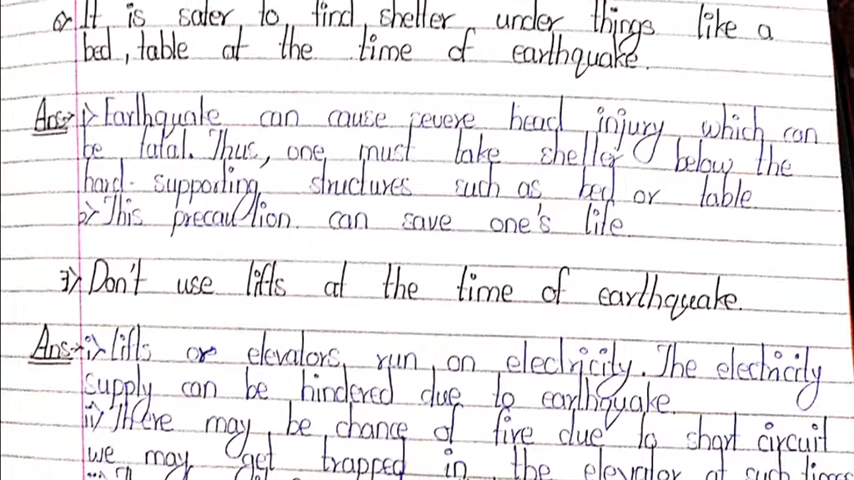 It is safer to find shelter under things like a
bed, table at the time of earthquake.
Ans→ i) Earthquake can cause severe head injury which can
be fatal. Thus, one must take shelter below the
hard supporting structures such as bed or table
This precaution can save one's life
3) Don't use lifts at the time of earthquake.
Ans→ i) Lifts or elevators run on electricity. The electricity
supply can be hindered due to earthquake.
ii) There may be chance of fire due to short circuit
we may get trapped in the elevator at such times